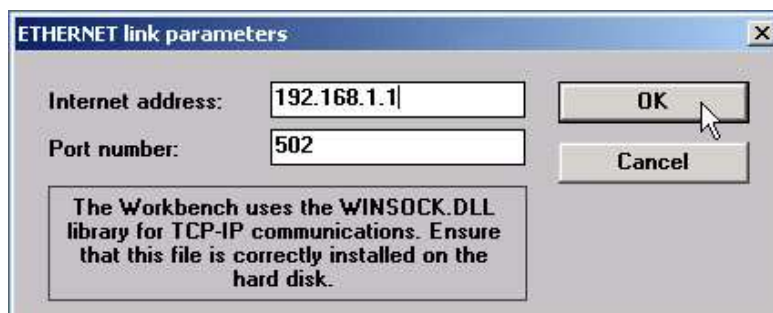 ETHERNET link parameters
Internet address: 192.168.1.1 OK
Port number: 502
Cancel
The Workbench uses the WINSOCK.DLL
library for TCP-IP communications. Ensure
that this file is correctly installed on the
hard disk.